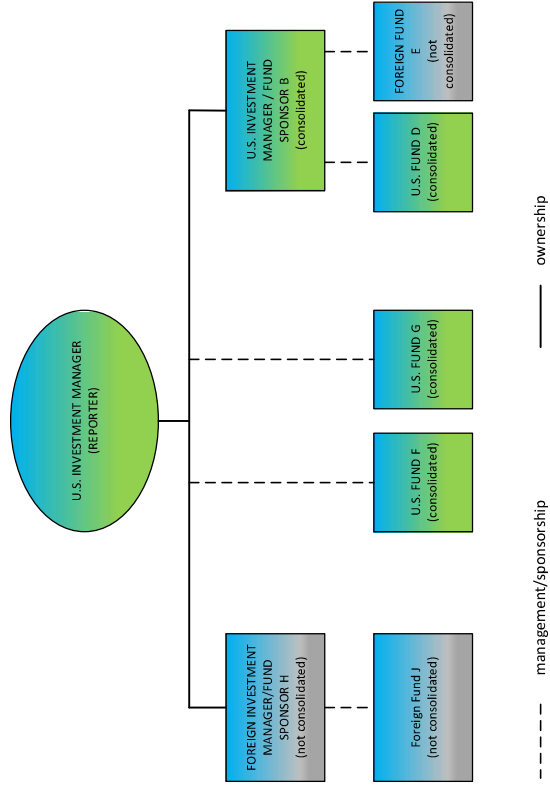 U.S. INVESTMENT MANAGER
(REPORTER)
FOREIGN INVESTMENT
MANAGER/FUND
SPONSOR H
(not consolidated)
U.S. INVESTMENT
MANAGER / FUND
SPONSOR B
(consolidated)
Foreign Fund J
(not consolidated)
U.S. FUND F
(consolidated)
U.S. FUND G
(consolidated)
U.S. FUND D
(consolidated)
FOREIGN FUND
E
(not
consolidated)
management/sponsorship
ownership